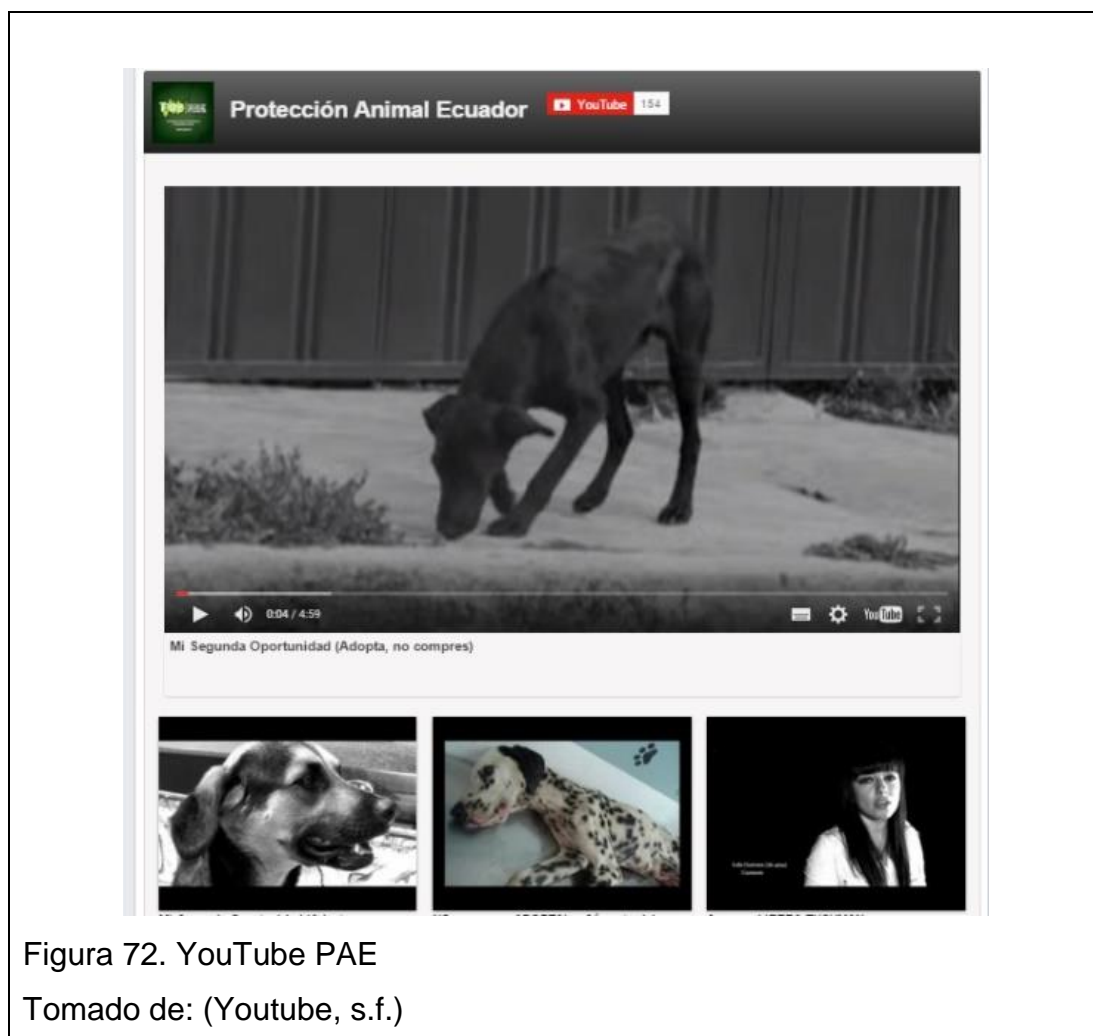 Protección Animal Ecuador
YouTube 154
0:04 / 4:59
YouTube
Mi Segunda Oportunidad (Adopta, no compres)
Figura 72. YouTube PAE
Tomado de: (Youtube, s.f.)